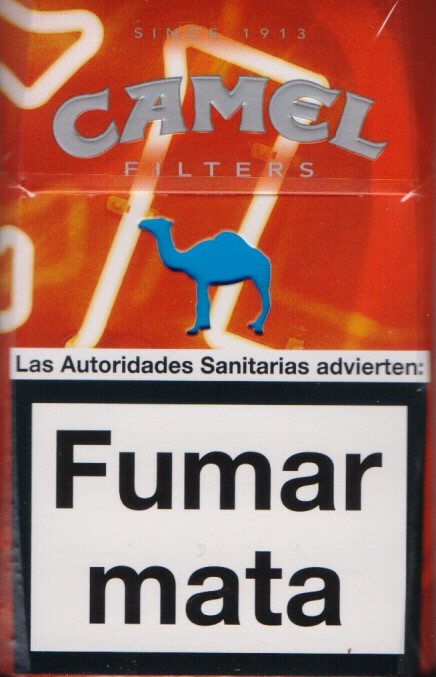 SINCE 1913
CAMEL
FILTERS
Las Autoridades Sanitarias advierten:
Fumar
mata